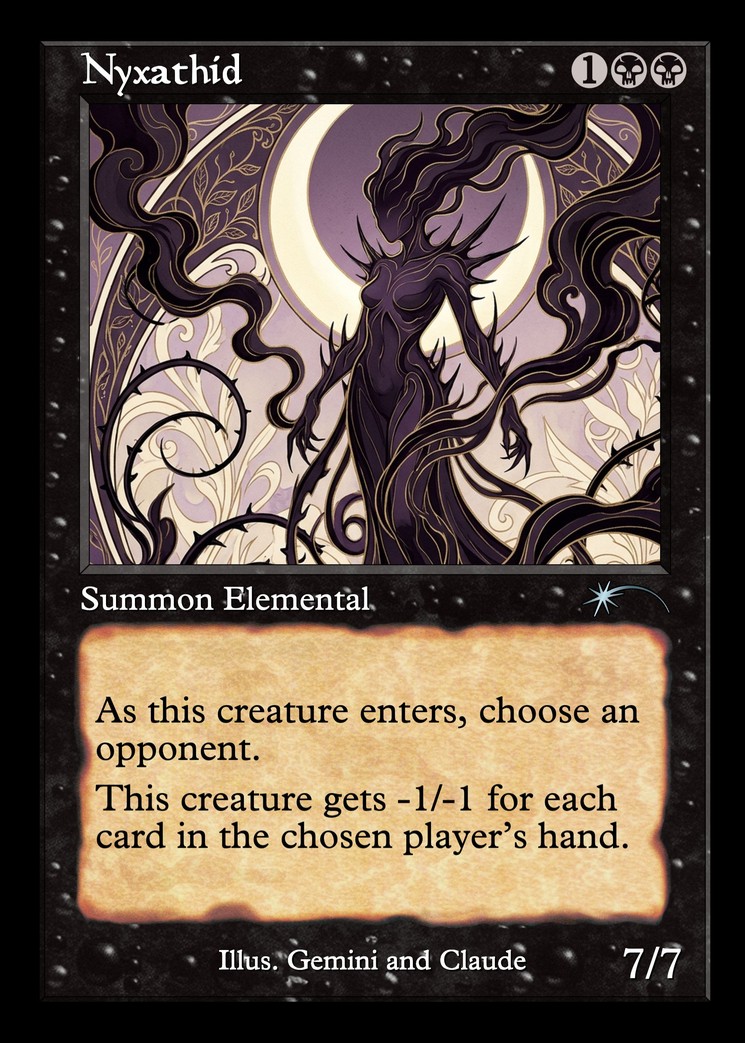 Nyxathid 1
Summon Elemental
As this creature enters, choose an
opponent.
This creature gets -1/-1 for each
card in the chosen player's hand.
Illus. Gemini and Claude
7/7